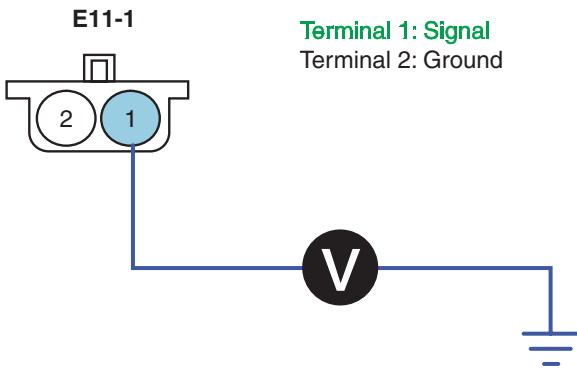 E11-1
Terminal 1: Signal
Terminal 2: Ground
2 1
V